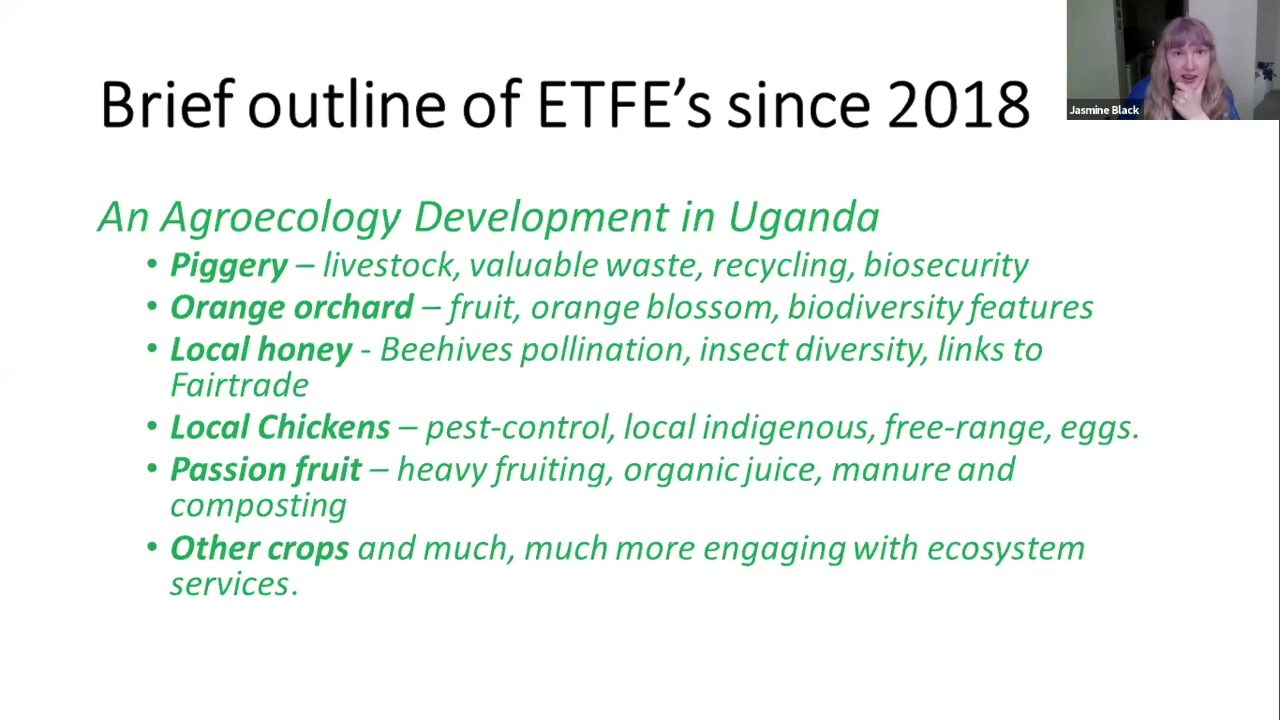 Brief outline of ETFE’s since 2018
Jasmine Black
An Agroecology Development in Uganda
• Piggery – livestock, valuable waste, recycling, biosecurity
• Orange orchard – fruit, orange blossom, biodiversity features
• Local honey - Beehives pollination, insect diversity, links to
Fairtrade
• Local Chickens – pest-control, local indigenous, free-range, eggs.
• Passion fruit – heavy fruiting, organic juice, manure and
composting
• Other crops and much, much more engaging with ecosystem
services.